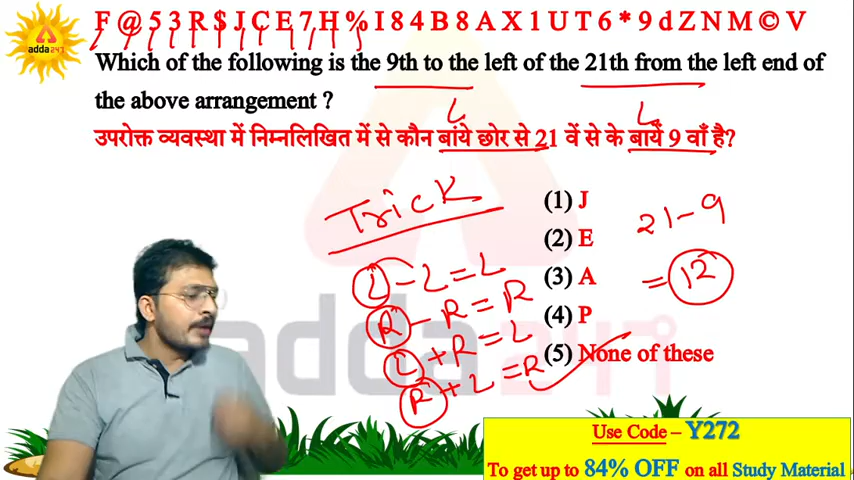 F @ 5 3 R $ J C E 7 H % I 8 4 B 8 A X 1 U T 6 * 9 d Z N M © V
adda247
Which of the following is the 9th to the left of the 21th from the left end of
the above arrangement ?
L
L
उपरोक्त व्यवस्था में निम्नलिखित में से कौन बांये छोर से 21 वें से के बायें 9 वाँ है?
Trick
(1) J
21-9
(2) E
L - L = L
(3) A
= 12
R - R = R
(4) P
L + R = L
(5) None of these
R + L = R
adda247
Use Code – Y272
To get up to 84% OFF on all Study Material